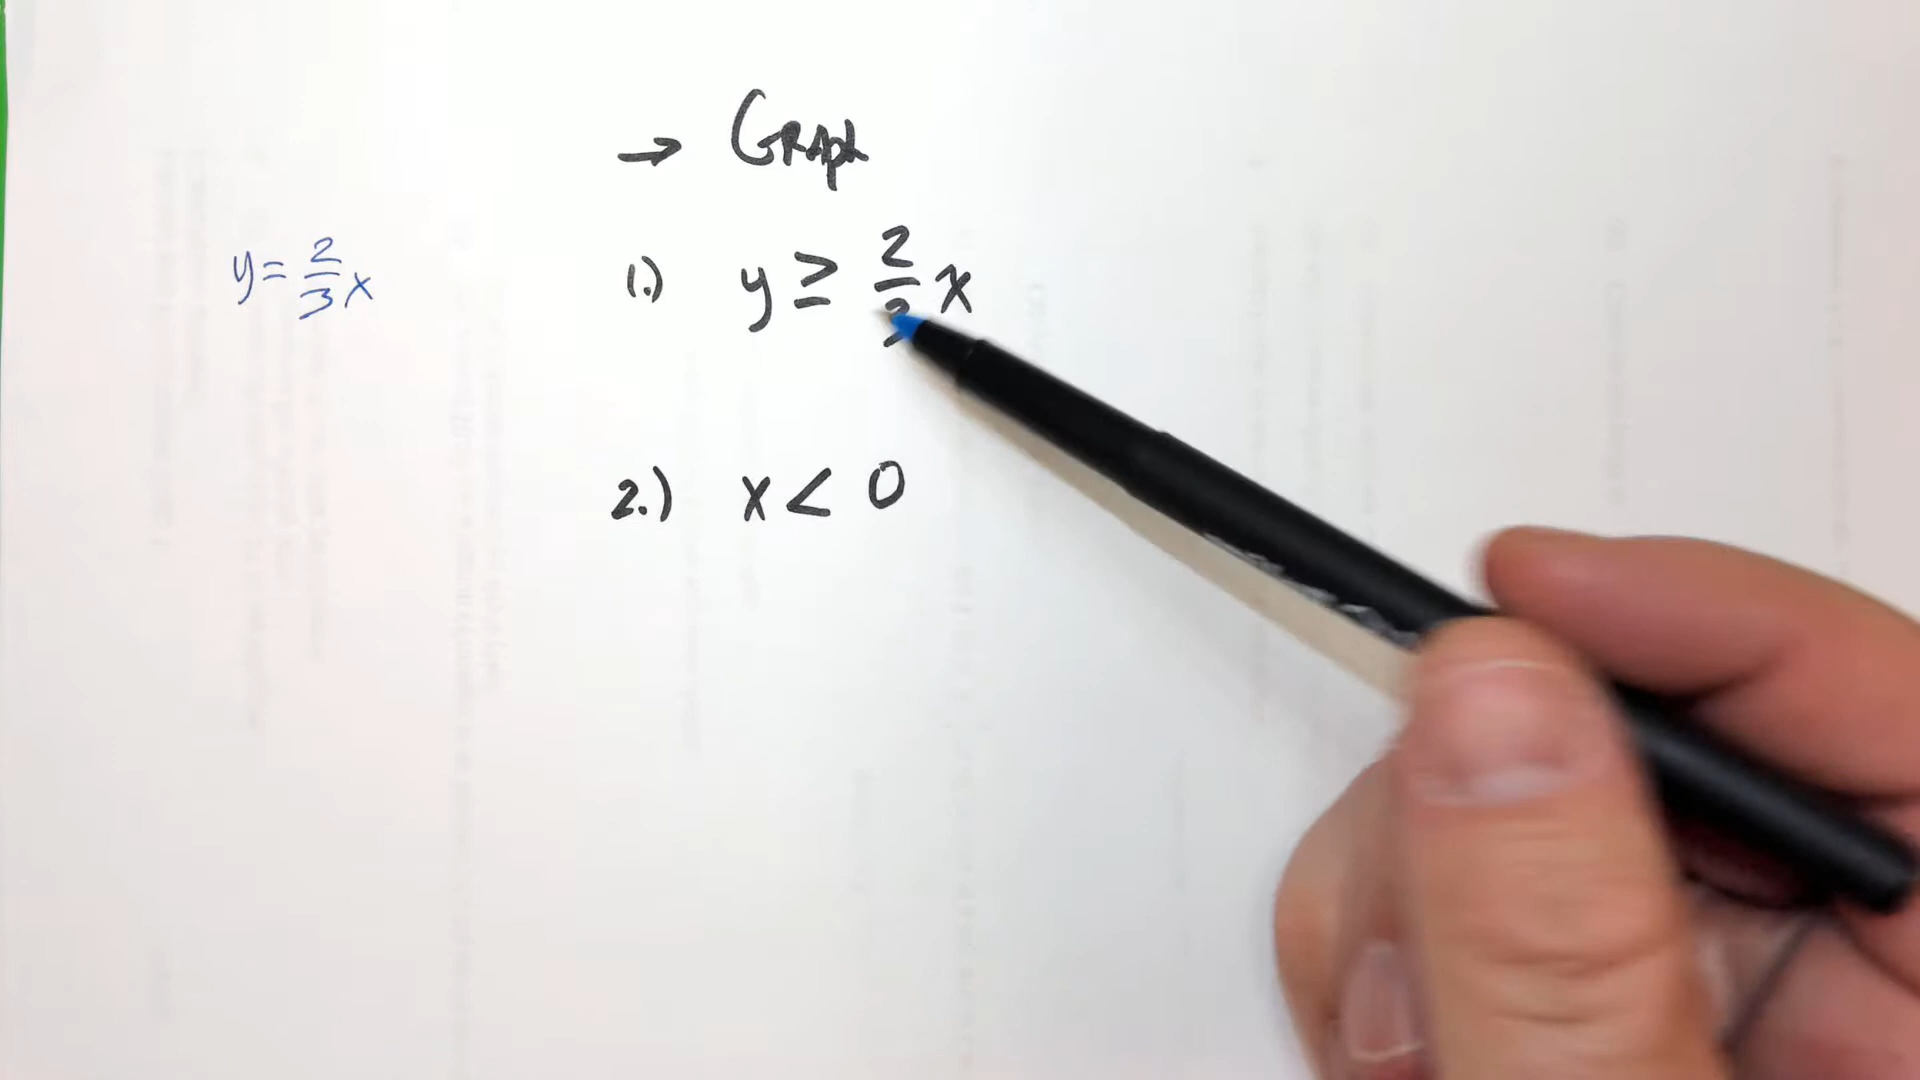 → Graph
y = 2/3 x
1.) y ≥ 2/3 x
2.) x < 0